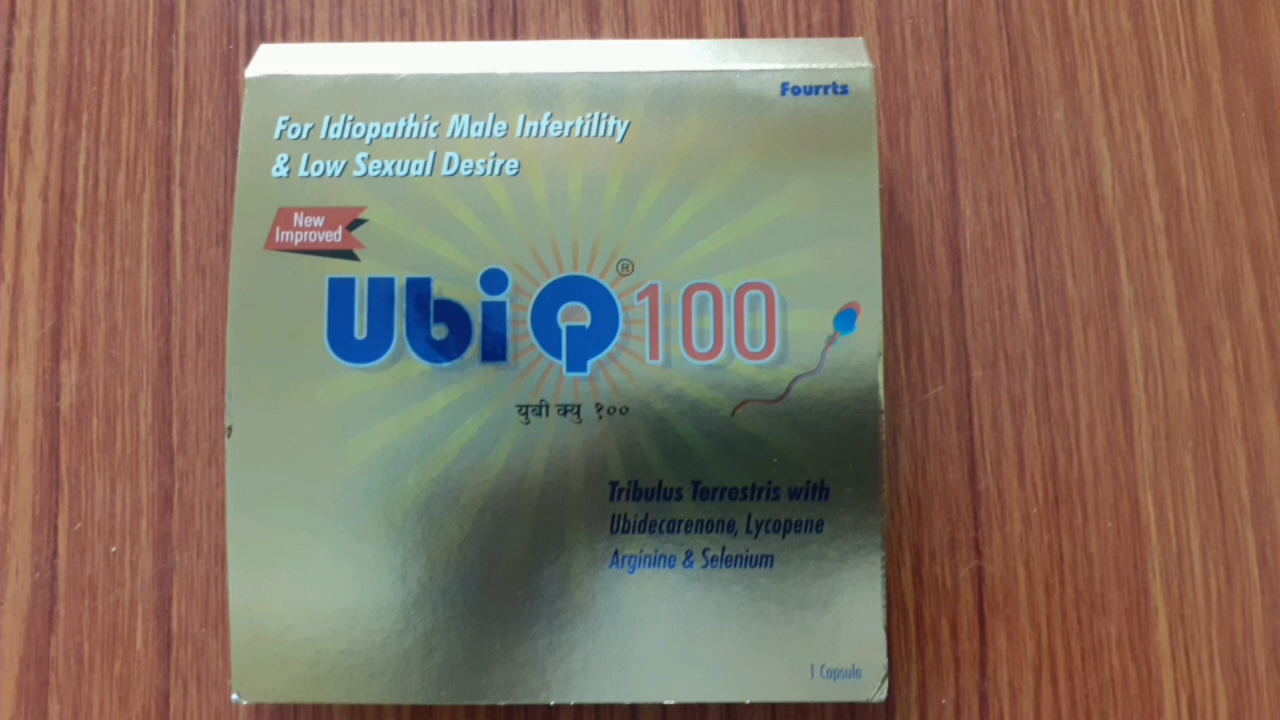 Fourrts
For Idiopathic Male Infertility
& Low Sexual Desire
New
Improved
UbiQ®100
युबी क्यु १००
Tribulus Terrestris with
Ubidecarenone, Lycopene
Arginine & Selenium
1 Capsule